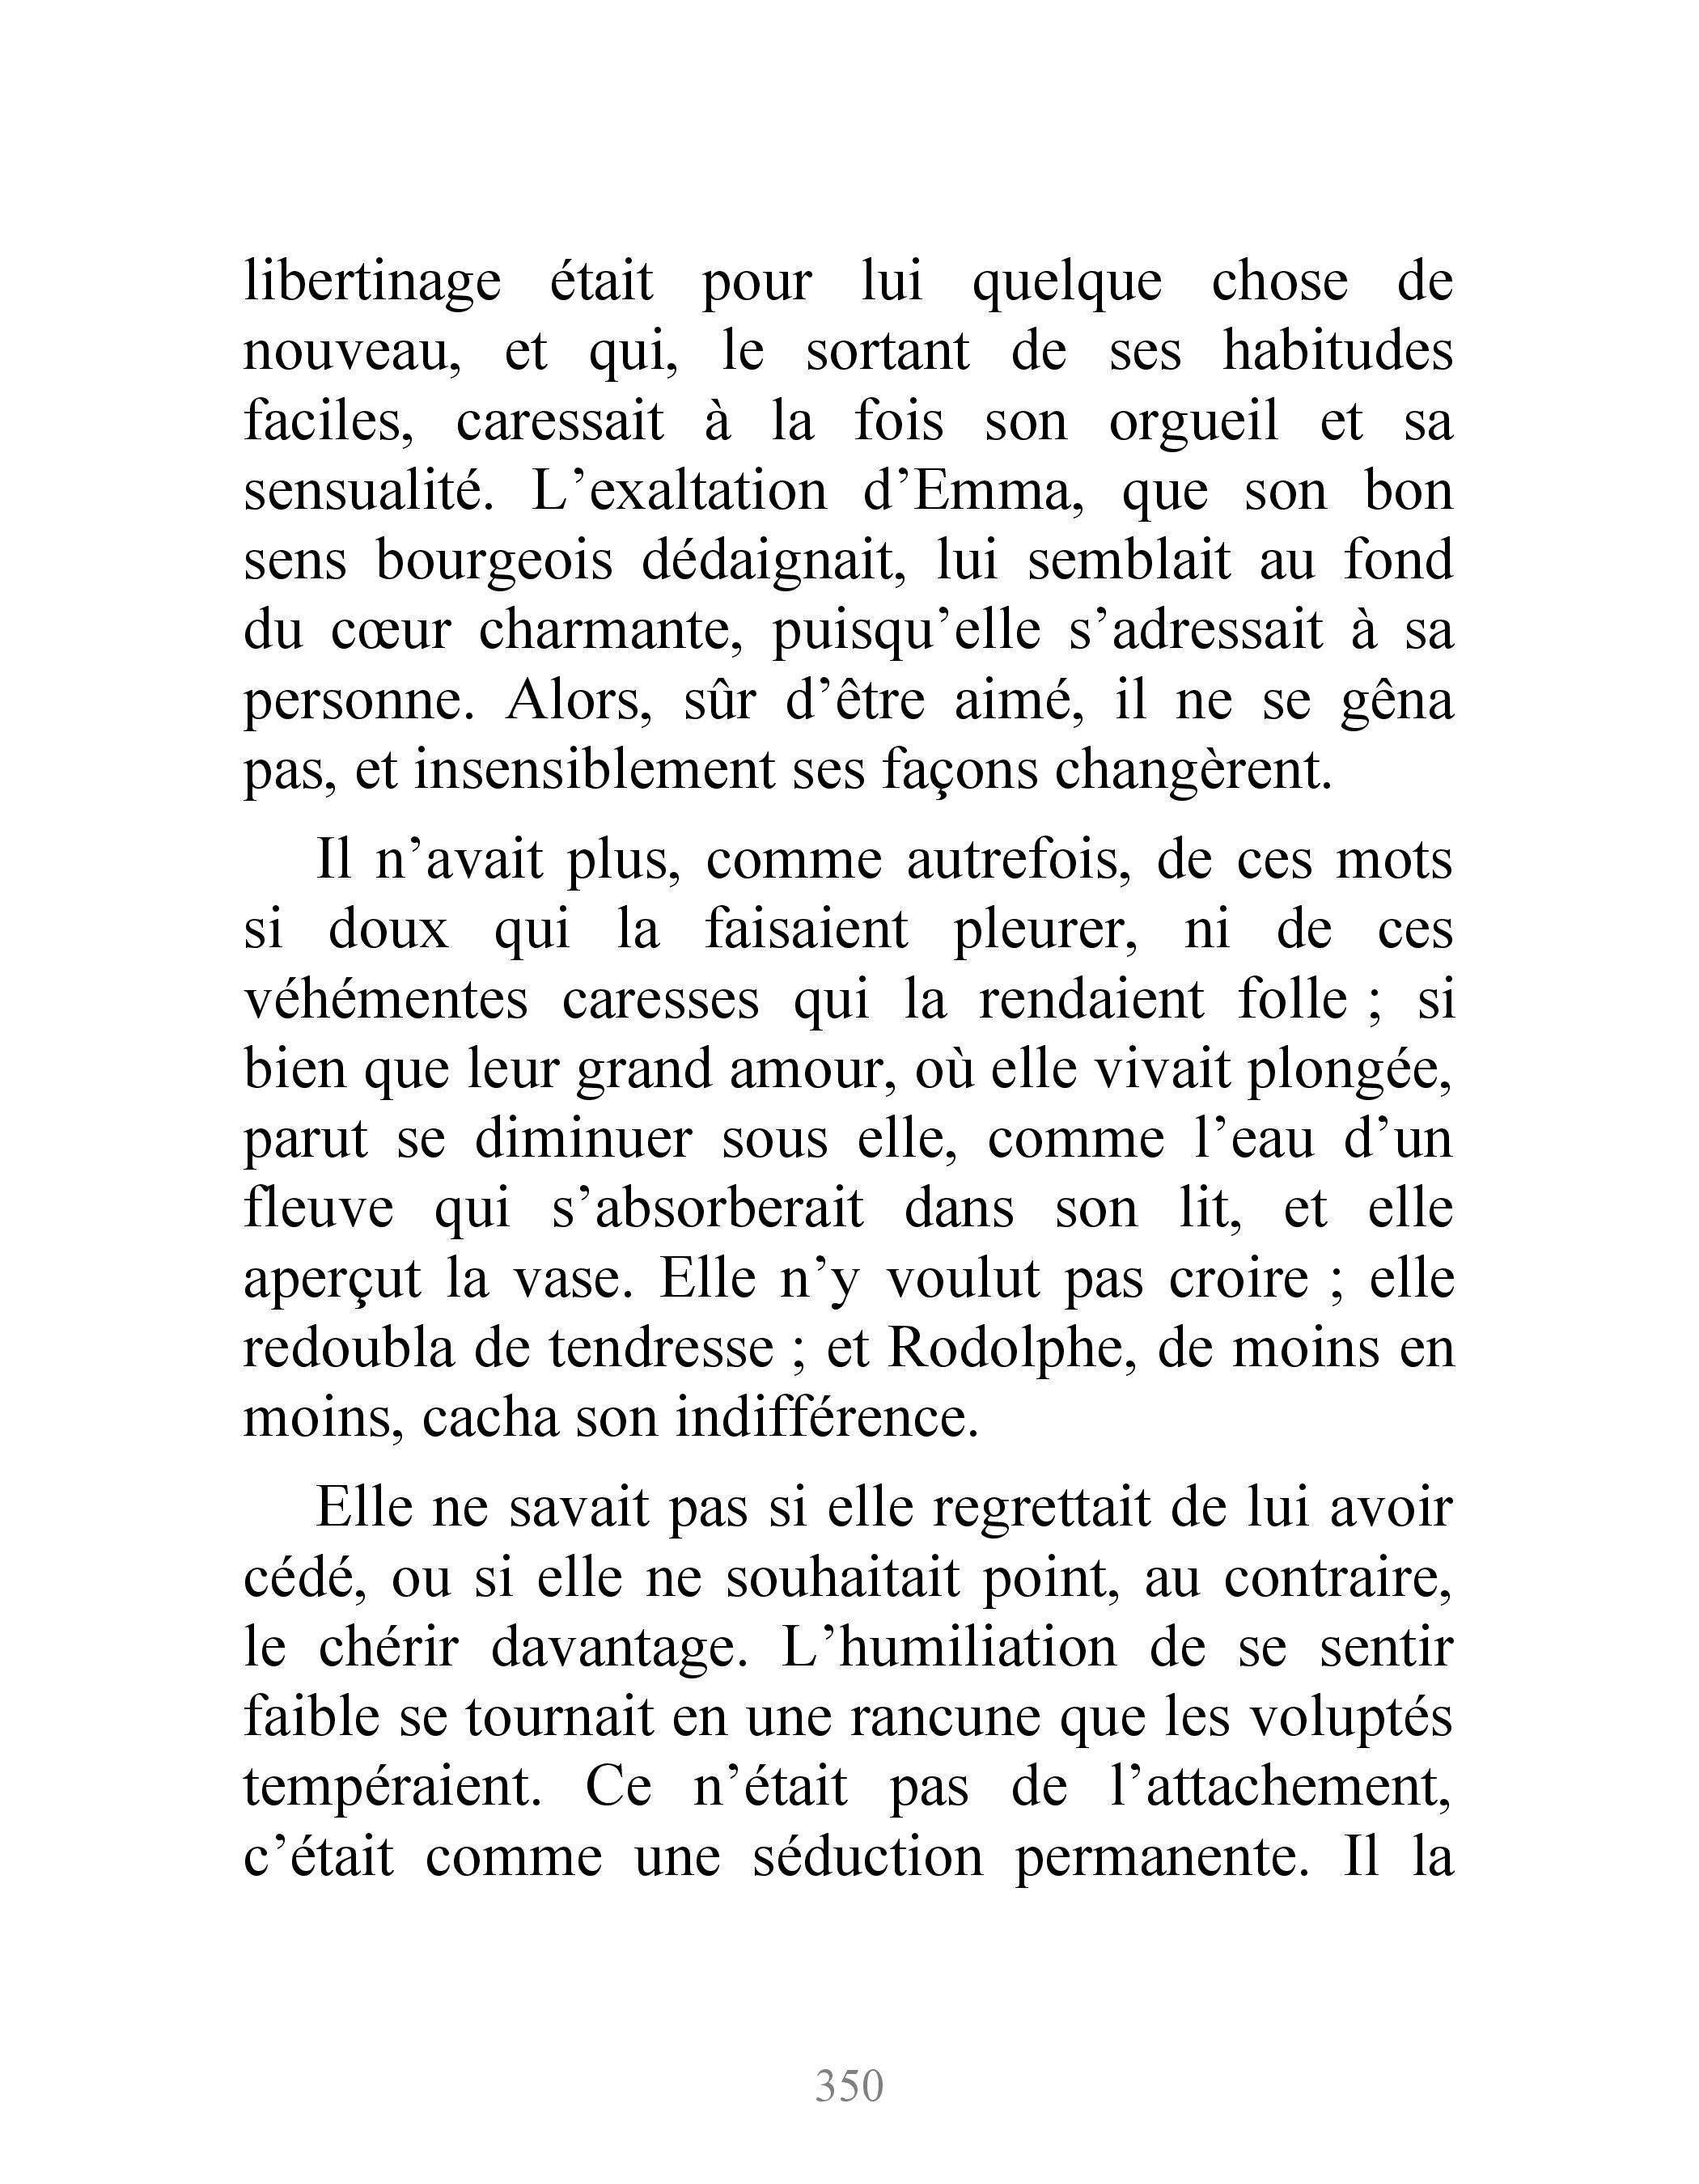 libertinage était pour lui quelque chose de
nouveau, et qui, le sortant de ses habitudes
faciles, caressait à la fois son orgueil et sa
sensualité. L’exaltation d’Emma, que son bon
sens bourgeois dédaignait, lui semblait au fond
du cœur charmante, puisqu’elle s’adressait à sa
personne. Alors, sûr d’être aimé, il ne se gêna
pas, et insensiblement ses façons changèrent.
Il n’avait plus, comme autrefois, de ces mots
si doux qui la faisaient pleurer, ni de ces
véhémentes caresses qui la rendaient folle ; si
bien que leur grand amour, où elle vivait plongée,
parut se diminuer sous elle, comme l’eau d’un
fleuve qui s’absorberait dans son lit, et elle
aperçut la vase. Elle n’y voulut pas croire ; elle
redoubla de tendresse ; et Rodolphe, de moins en
moins, cacha son indifférence.
Elle ne savait pas si elle regrettait de lui avoir
cédé, ou si elle ne souhaitait point, au contraire,
le chérir davantage. L’humiliation de se sentir
faible se tournait en une rancune que les voluptés
tempéraient. Ce n’était pas de l’attachement,
c’était comme une séduction permanente. Il la
350